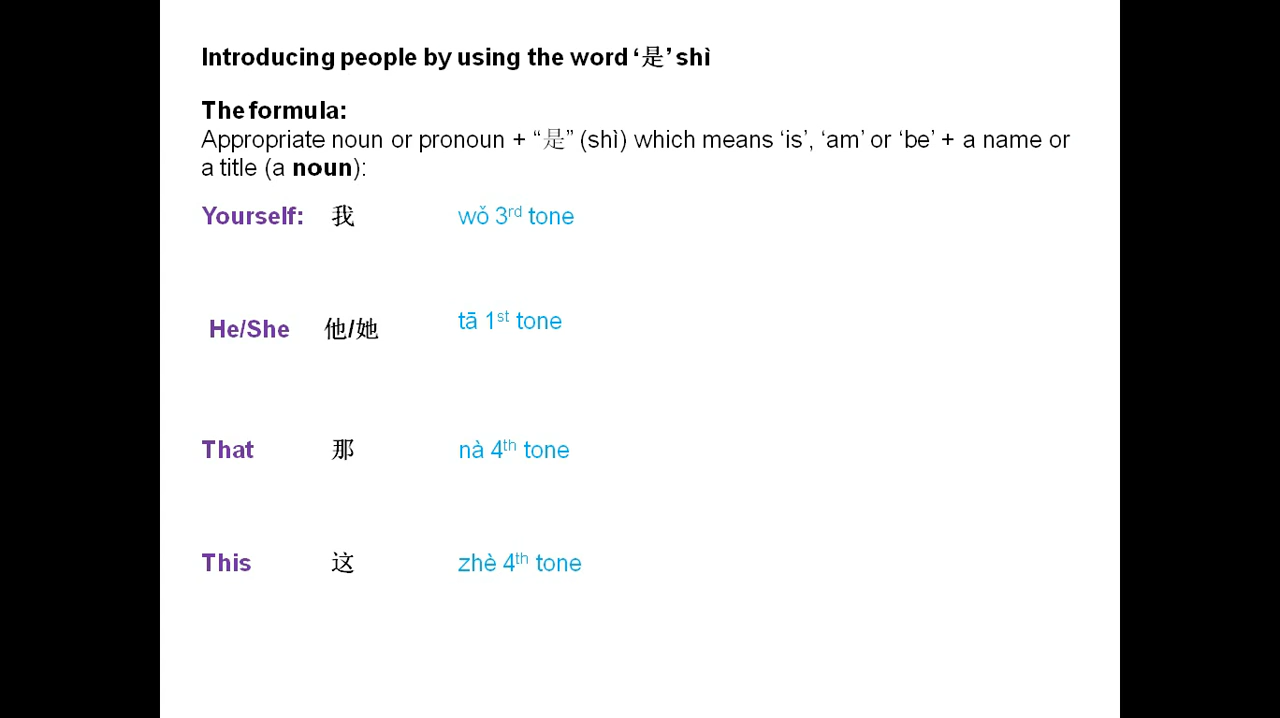 Introducing people by using the word ‘是’ shì
The formula:
Appropriate noun or pronoun + “是” (shì) which means ‘is’, ‘am’ or ‘be’ + a name or
a title (a noun):
Yourself: 我 wǒ 3rd tone
He/She 他/她 tā 1st tone
That 那 nà 4th tone
This 这 zhè 4th tone